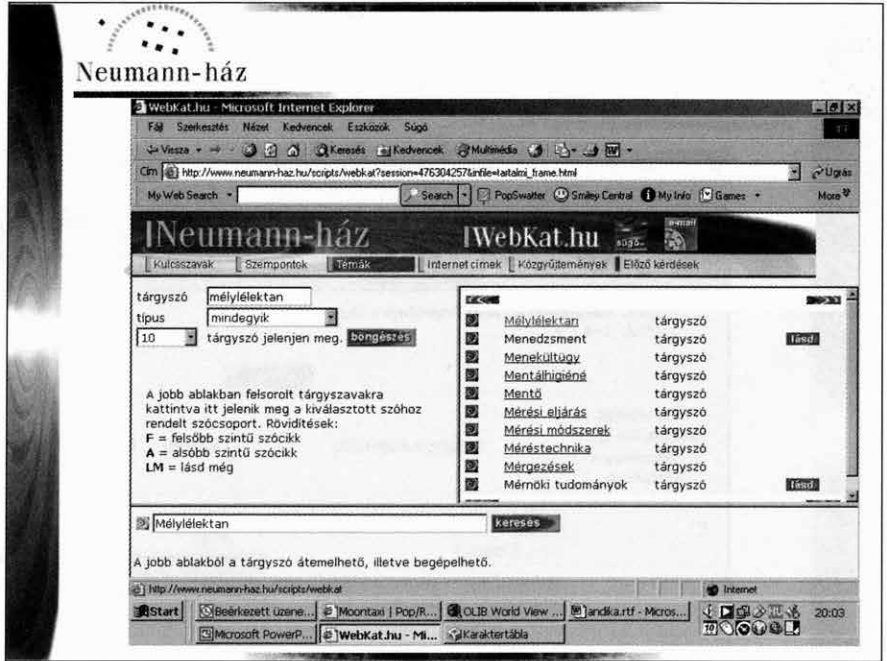 Neumann-ház
WebKat.hu - Microsoft Internet Explorer
Fájl Szerkesztés Nézet Kedvencek Eszközök Súgó
Vissza Keresés Kedvencek Multimédia
Cím http://www.neumann-haz.hu/scripts/webkat?session=476304257&infile=tartalmi_frame.html Ugrás
My Web Search Search PopSwatter Smiley Central My Info Games More
Neumann-ház WebKat.hu súgó e-mail
Kulcsszavak Szempontok Témák Internet címek Közgyűjtemények Előző kérdések
tárgyszó mélylélektan
típus mindegyik
10 tárgyszó jelenjen meg. böngészés
A jobb ablakban felsorolt tárgyszavakra
kattintva itt jelenik meg a kiválasztott szóhoz
rendelt szócsoport. Rövidítések:
F = felsőbb szintű szócikk
A = alsóbb szintű szócikk
LM = lásd még
Mélylélektan tárgyszó
Menedzsment tárgyszó lásd
Menekültügy tárgyszó
Mentálhigiéné tárgyszó
Mentő tárgyszó
Mérési eljárás tárgyszó
Mérési módszerek tárgyszó
Méréstechnika tárgyszó
Mérgezések tárgyszó
Mérnöki tudományok tárgyszó lásd
Mélylélektan keresés
A jobb ablakból a tárgyszó átemelhető, illetve begépelhető.
http://www.neumann-haz.hu/scripts/webkat Internet
Start Beérkezett üzene... Moontaxi | Pop/R... OLIB World View ... andika.rtf - Micros... 20:03
Microsoft PowerP... WebKat.hu - Mi... Karaktertábla